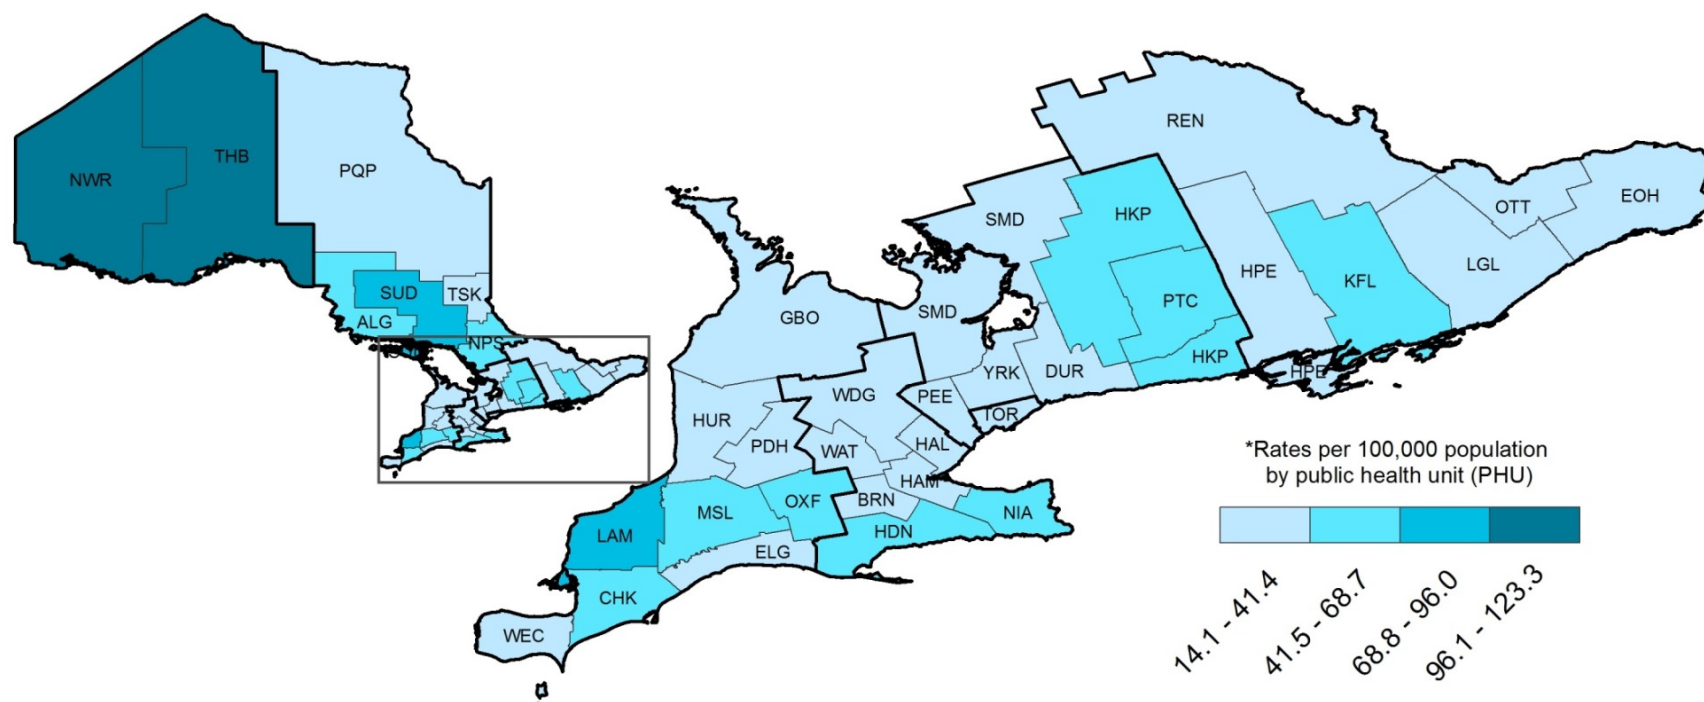 NWR
THB
PQP
SUD
TSK
ALG
NPS
REN
SMD
HKP
OTT
EOH
HPE
KFL
LGL
PTC
GBO
SMD
HKP
YRK
DUR
HPE
WDG
PEE
TOR
HUR
PDH
WAT
HAL
HAM
BRN
MSL
OXF
NIA
HDN
LAM
ELG
CHK
WEC
*Rates per 100,000 population
by public health unit (PHU)
14.1 - 41.4
41.5 - 68.7
68.8 - 96.0
96.1 - 123.3